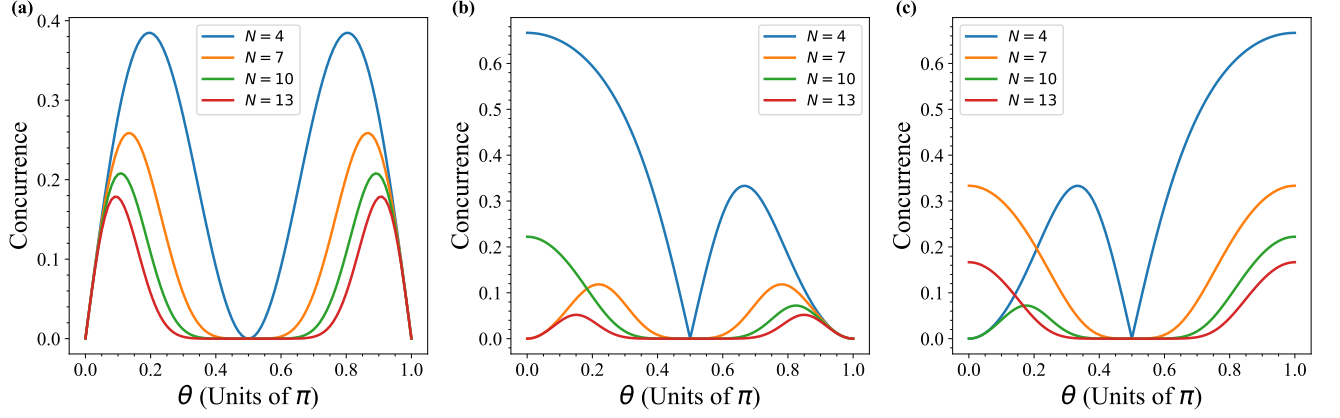 (a)
0.4
0.3
0.2
0.1
0.0
Concurrence
N = 4
N = 7
N = 10
N = 13
0.0 0.2 0.4 0.6 0.8 1.0
θ (Units of π)
(b)
0.6
0.5
0.4
0.3
0.2
0.1
0.0
Concurrence
N = 4
N = 7
N = 10
N = 13
0.0 0.2 0.4 0.6 0.8 1.0
θ (Units of π)
(c)
0.6
0.5
0.4
0.3
0.2
0.1
0.0
Concurrence
N = 4
N = 7
N = 10
N = 13
0.0 0.2 0.4 0.6 0.8 1.0
θ (Units of π)